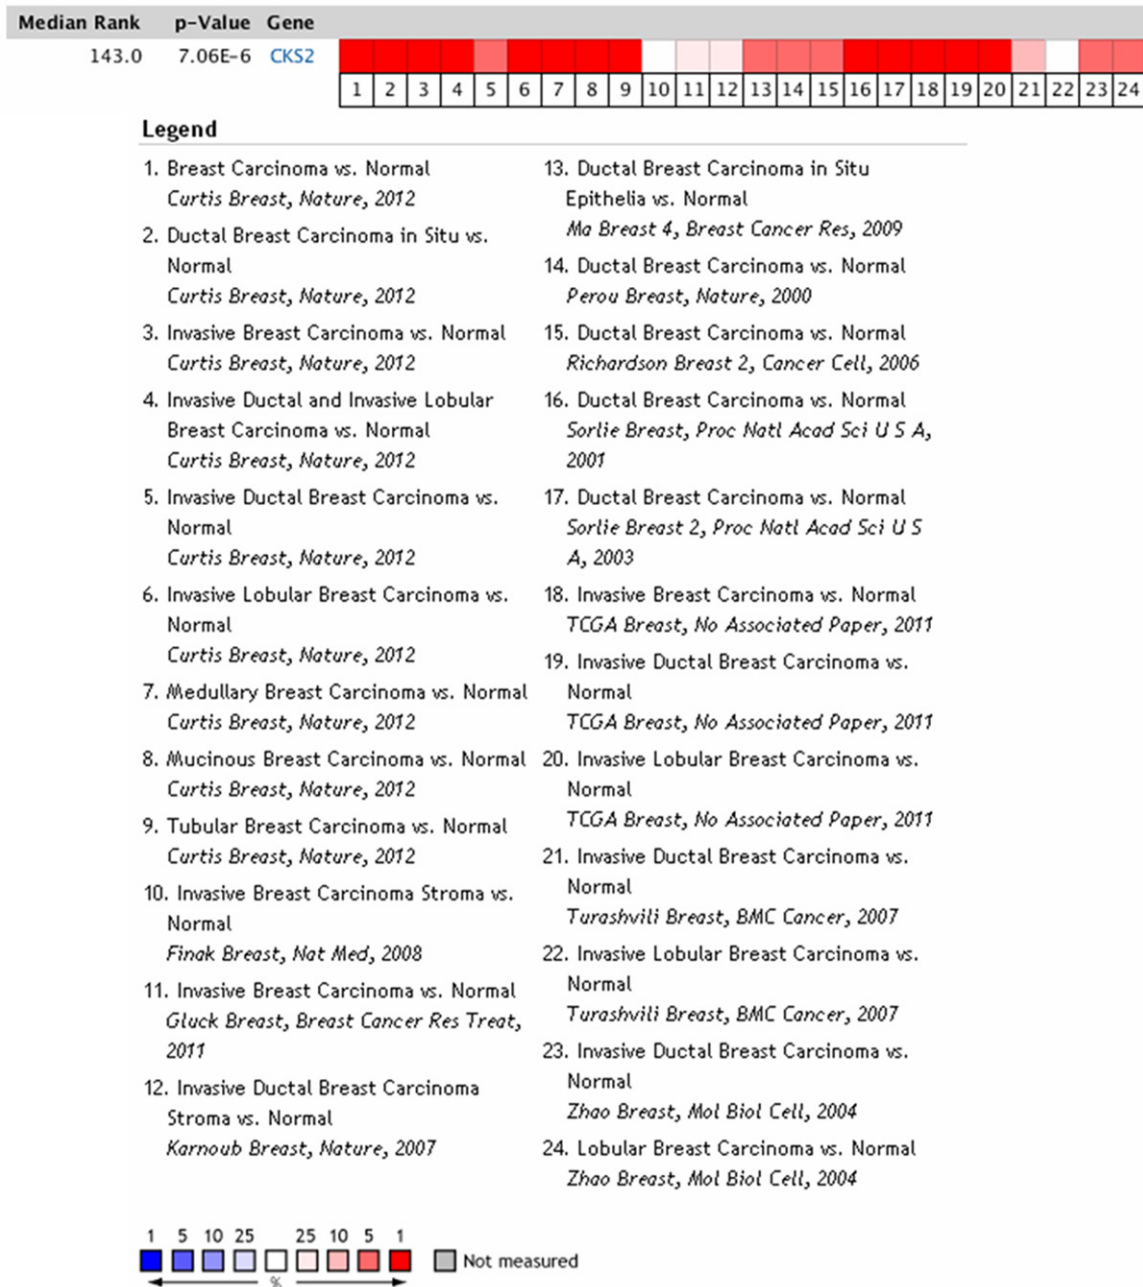 Median Rank p-Value Gene
143.0 7.06E-6 CKS2
1 2 3 4 5 6 7 8 9 10 11 12 13 14 15 16 17 18 19 20 21 22 23 24
Legend
1. Breast Carcinoma vs. Normal
Curtis Breast, Nature, 2012
2. Ductal Breast Carcinoma in Situ vs.
Normal
Curtis Breast, Nature, 2012
3. Invasive Breast Carcinoma vs. Normal
Curtis Breast, Nature, 2012
4. Invasive Ductal and Invasive Lobular
Breast Carcinoma vs. Normal
Curtis Breast, Nature, 2012
5. Invasive Ductal Breast Carcinoma vs.
Normal
Curtis Breast, Nature, 2012
6. Invasive Lobular Breast Carcinoma vs.
Normal
Curtis Breast, Nature, 2012
7. Medullary Breast Carcinoma vs. Normal
Curtis Breast, Nature, 2012
8. Mucinous Breast Carcinoma vs. Normal
Curtis Breast, Nature, 2012
9. Tubular Breast Carcinoma vs. Normal
Curtis Breast, Nature, 2012
10. Invasive Breast Carcinoma Stroma vs.
Normal
Finak Breast, Nat Med, 2008
11. Invasive Breast Carcinoma vs. Normal
Gluck Breast, Breast Cancer Res Treat,
2011
12. Invasive Ductal Breast Carcinoma
Stroma vs. Normal
Karnoub Breast, Nature, 2007
13. Ductal Breast Carcinoma in Situ
Epithelia vs. Normal
Ma Breast 4, Breast Cancer Res, 2009
14. Ductal Breast Carcinoma vs. Normal
Perou Breast, Nature, 2000
15. Ductal Breast Carcinoma vs. Normal
Richardson Breast 2, Cancer Cell, 2006
16. Ductal Breast Carcinoma vs. Normal
Sorlie Breast, Proc Natl Acad Sci U S A,
2001
17. Ductal Breast Carcinoma vs. Normal
Sorlie Breast 2, Proc Natl Acad Sci U S
A, 2003
18. Invasive Breast Carcinoma vs. Normal
TCGA Breast, No Associated Paper, 2011
19. Invasive Ductal Breast Carcinoma vs.
Normal
TCGA Breast, No Associated Paper, 2011
20. Invasive Lobular Breast Carcinoma vs.
Normal
TCGA Breast, No Associated Paper, 2011
21. Invasive Ductal Breast Carcinoma vs.
Normal
Turashvili Breast, BMC Cancer, 2007
22. Invasive Lobular Breast Carcinoma vs.
Normal
Turashvili Breast, BMC Cancer, 2007
23. Invasive Ductal Breast Carcinoma vs.
Normal
Zhao Breast, Mol Biol Cell, 2004
24. Lobular Breast Carcinoma vs. Normal
Zhao Breast, Mol Biol Cell, 2004
1 5 10 25 25 10 5 1
Not measured
%